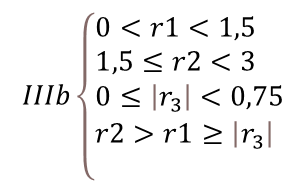 0 < r1 < 1,5
1,5 ≤ r2 < 3
IIIb { 0 ≤ |r₃| < 0,75
r2 > r1 ≥ |r₃|